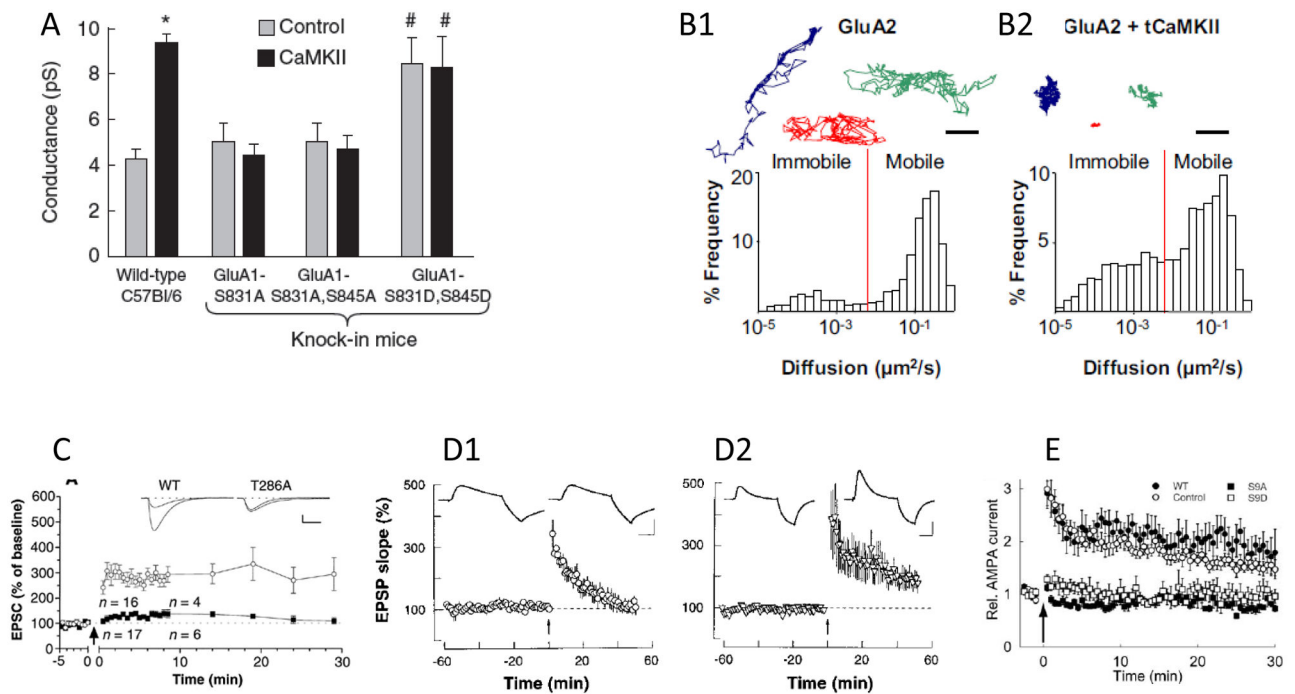 A
Control
CaMKII
Conductance (pS)
10
8
6
4
2
0
*
#
#
Wild-type
C57Bl/6
GluA1-
S831A
GluA1-
S831A,S845A
GluA1-
S831D,S845D
Knock-in mice
B1
GluA2
Immobile
Mobile
% Frequency
20
10
10-5
10-3
10-1
Diffusion (µm2/s)
B2
GluA2 + tCaMKII
Immobile
Mobile
% Frequency
10
5
10-5
10-3
10-1
Diffusion (µm2/s)
C
WT
T286A
EPSC (% of baseline)
600
500
400
300
200
100
0
n = 16
n = 4
n = 17
n = 6
-5
0
0
10
20
30
Time (min)
D1
EPSP slope (%)
500
300
100
-60
-20
20
60
Time (min)
D2
500
300
100
-60
-20
20
60
Time (min)
E
WT
S9A
Control
S9D
Rel. AMPA current
3
2
1
0
0
10
20
30
Time (min)